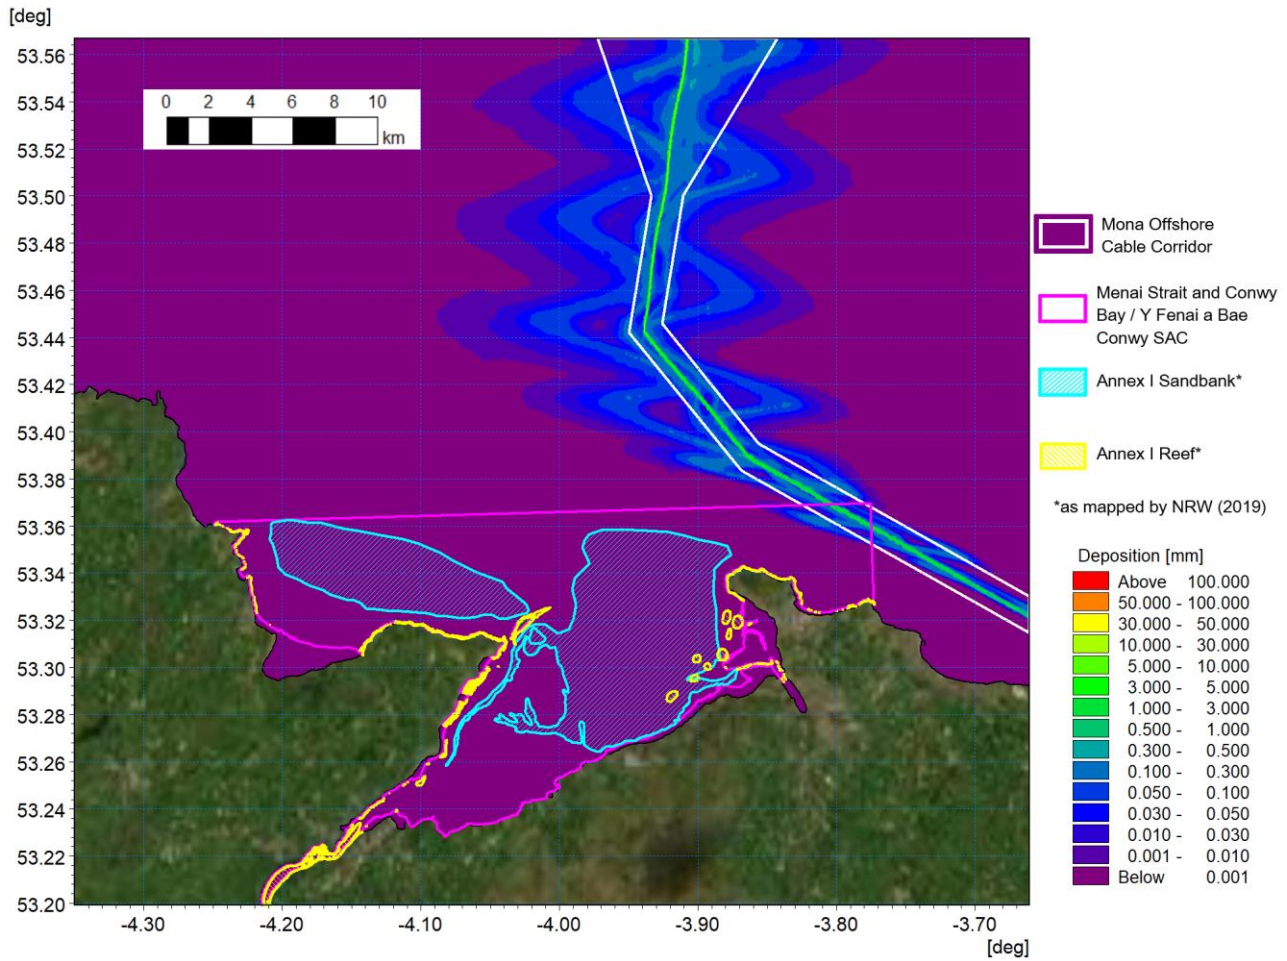 [deg]
53.56
53.54
53.52
53.50
53.48
53.46
53.44
53.42
53.40
53.38
53.36
53.34
53.32
53.30
53.28
53.26
53.24
53.22
53.20
0 2 4 6 8 10
km
-4.30 -4.20 -4.10 -4.00 -3.90 -3.80 -3.70
[deg]
Mona Offshore
Cable Corridor
Menai Strait and Conwy
Bay / Y Fenai a Bae
Conwy SAC
Annex I Sandbank*
Annex I Reef*
*as mapped by NRW (2019)
Deposition [mm]
Above 100.000
50.000 - 100.000
30.000 - 50.000
10.000 - 30.000
5.000 - 10.000
3.000 - 5.000
1.000 - 3.000
0.500 - 1.000
0.300 - 0.500
0.100 - 0.300
0.050 - 0.100
0.030 - 0.050
0.010 - 0.030
0.001 - 0.010
Below 0.001